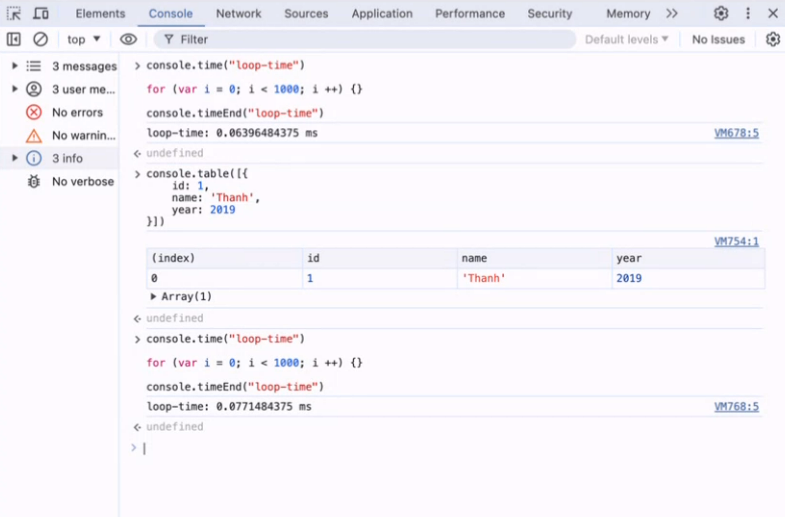 Elements Console Network Sources Application Performance Security Memory
top Filter Default levels No Issues
3 messages
3 user me...
No errors
No warnin...
3 info
No verbose
console.time("loop-time")
for (var i = 0; i < 1000; i ++) {}
console.timeEnd("loop-time")
loop-time: 0.06396484375 ms VM678:5
undefined
console.table([{
id: 1,
name: 'Thanh',
year: 2019
}])
VM754:1
(index) id name year
0 1 'Thanh' 2019
Array(1)
undefined
console.time("loop-time")
for (var i = 0; i < 1000; i ++) {}
console.timeEnd("loop-time")
loop-time: 0.0771484375 ms VM768:5
undefined